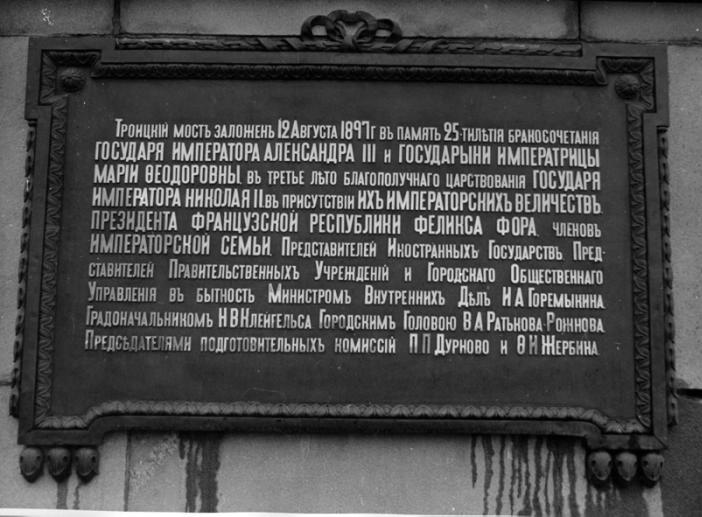 Троицкій мостъ заложенъ 12 Августа 1897 г въ память 25-тилѣтія бракосочетанія
ГОСУДАРЯ ИМПЕРАТОРА АЛЕКСАНДРА III и ГОСУДАРЫНИ ИМПЕРАТРИЦЫ
МАРІИ ѲЕОДОРОВНЫ, въ третье лѣто благополучнаго царствованія ГОСУДАРЯ
ИМПЕРАТОРА НИКОЛАЯ II. въ присутствіи ИХЪ ИМПЕРАТОРСКИХЪ ВЕЛИЧЕСТВЪ.
ПРЕЗИДЕНТА ФРАНЦУЗСКОЙ РЕСПУБЛИКИ ФЕЛИКСА ФОРА, членовъ
ИМПЕРАТОРСКОЙ СЕМЬИ, Представителей Иностранныхъ Государствъ, Пред-
ставителей Правительственныхъ Учрежденій и Городскаго Общественнаго
Управленія въ бытность Министромъ Внутреннихъ Дѣлъ И А Горемыкина,
Градоначальникомъ Н В Клейгельса Городскимъ Головою В А Ратькова-Рожнова,
Предсѣдателями подготовительныхъ комиссій П П Дурново и Ѳ И Жербина.